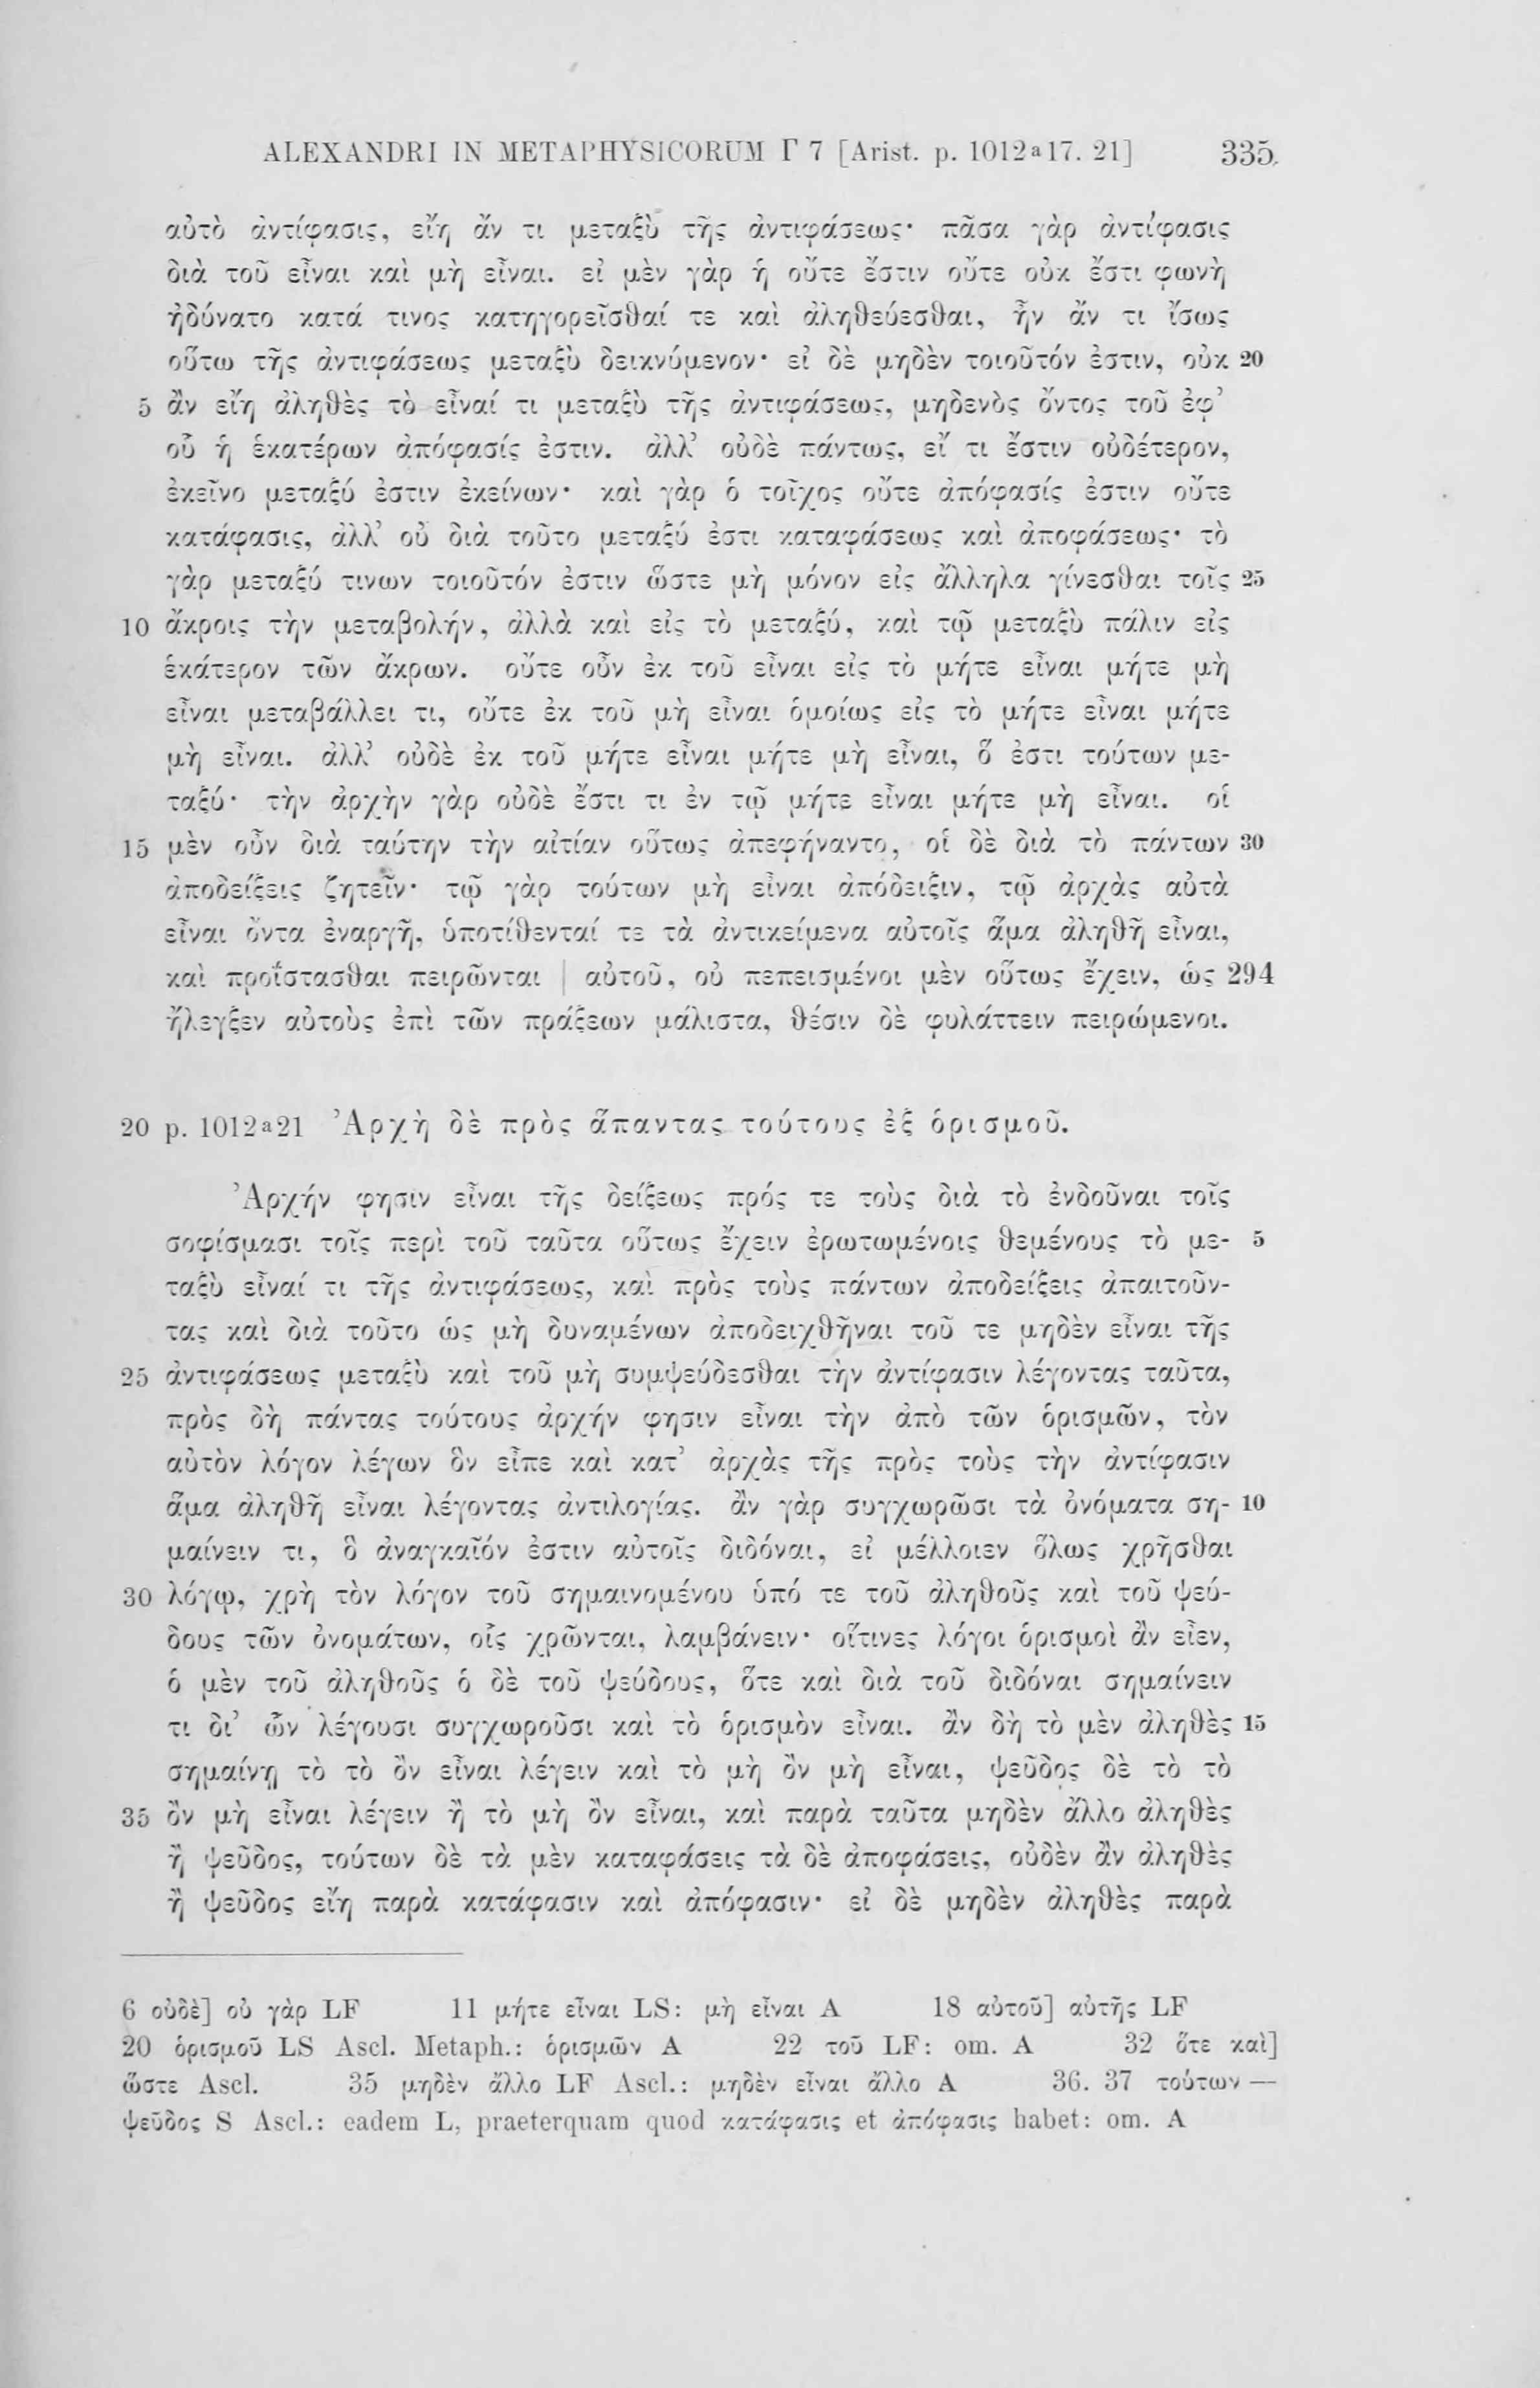 ALEXANDRI IN METAPHYSICORUM Γ 7 [Arist. p. 1012a17. 21] 335
αὐτὸ ἀντίφασις, εἴη ἄν τι μεταξὺ τῆς ἀντιφάσεως· πᾶσα γὰρ ἀντίφασις
διὰ τοῦ εἶναι καὶ μὴ εἶναι. εἰ μὲν γὰρ ἡ οὔτε ἔστιν οὔτε οὐκ ἔστι φωνὴ
ἠδύνατο κατά τινος κατηγορεῖσθαί τε καὶ ἀληθεύεσθαι, ἦν ἄν τι ἴσως
οὕτω τῆς ἀντιφάσεως μεταξὺ δεικνύμενον· εἰ δὲ μηδὲν τοιοῦτόν ἐστιν, οὐκ 20
5 ἂν εἴη ἀληθὲς τὸ εἶναί τι μεταξὺ τῆς ἀντιφάσεως, μηδενὸς ὄντος τοῦ ἐφ’
οὗ ἡ ἑκατέρων ἀπόφασίς ἐστιν. ἀλλ’ οὐδὲ πάντως, εἴ τι ἔστιν οὐδέτερον,
ἐκεῖνο μεταξύ ἐστιν ἐκείνων· καὶ γὰρ ὁ τοῖχος οὔτε ἀπόφασίς ἐστιν οὔτε
κατάφασις, ἀλλ’ οὐ διὰ τοῦτο μεταξύ ἐστι καταφάσεως καὶ ἀποφάσεως· τὸ
γὰρ μεταξύ τινων τοιοῦτόν ἐστιν ὥστε μὴ μόνον εἰς ἄλληλα γίνεσθαι τοῖς 25
10 ἄκροις τὴν μεταβολήν, ἀλλὰ καὶ εἰς τὸ μεταξύ, καὶ τῷ μεταξὺ πάλιν εἰς
ἑκάτερον τῶν ἄκρων. οὔτε οὖν ἐκ τοῦ εἶναι εἰς τὸ μήτε εἶναι μήτε μὴ
εἶναι μεταβάλλει τι, οὔτε ἐκ τοῦ μὴ εἶναι ὁμοίως εἰς τὸ μήτε εἶναι μήτε
μὴ εἶναι. ἀλλ’ οὐδὲ ἐκ τοῦ μήτε εἶναι μήτε μὴ εἶναι, ὅ ἐστι τούτων με-
ταξύ· τὴν ἀρχὴν γὰρ οὐδὲ ἔστι τι ἐν τῷ μήτε εἶναι μήτε μὴ εἶναι. οἱ
15 μὲν οὖν διὰ ταύτην τὴν αἰτίαν οὕτως ἀπεφήναντο, οἱ δὲ διὰ τὸ πάντων 30
ἀποδείξεις ζητεῖν· τῷ γὰρ τούτων μὴ εἶναι ἀπόδειξιν, τῷ ἀρχὰς αὐτὰ
εἶναι ὄντα ἐναργῆ, ὑποτίθενταί τε τὰ ἀντικείμενα αὐτοῖς ἅμα ἀληθῆ εἶναι,
καὶ προΐστασθαι πειρῶνται | αὐτοῦ, οὐ πεπεισμένοι μὲν οὕτως ἔχειν, ὡς 294
ἤλεγξεν αὐτοὺς ἐπὶ τῶν πράξεων μάλιστα, θέσιν δὲ φυλάττειν πειρώμενοι.
20 p. 1012a21 Ἀρχὴ δὲ πρὸς ἅπαντας τούτους ἐξ ὁρισμοῦ.
Ἀρχήν φησιν εἶναι τῆς δείξεως πρός τε τοὺς διὰ τὸ ἐνδοῦναι τοῖς
σοφίσμασι τοῖς περὶ τοῦ ταῦτα οὕτως ἔχειν ἐρωτωμένοις θεμένους τὸ με- 5
ταξὺ εἶναί τι τῆς ἀντιφάσεως, καὶ πρὸς τοὺς πάντων ἀποδείξεις ἀπαιτοῦν-
τας καὶ διὰ τοῦτο ὡς μὴ δυναμένων ἀποδειχθῆναι τοῦ τε μηδὲν εἶναι τῆς
25 ἀντιφάσεως μεταξὺ καὶ τοῦ μὴ συμψεύδεσθαι τὴν ἀντίφασιν λέγοντας ταῦτα,
πρὸς δὴ πάντας τούτους ἀρχήν φησιν εἶναι τὴν ἀπὸ τῶν ὁρισμῶν, τὸν
αὐτὸν λόγον λέγων ὃν εἶπε καὶ κατ’ ἀρχὰς τῆς πρὸς τοὺς τὴν ἀντίφασιν
ἅμα ἀληθῆ εἶναι λέγοντας ἀντιλογίας. ἂν γὰρ συγχωρῶσι τὰ ὀνόματα ση- 10
μαίνειν τι, ὃ ἀναγκαῖόν ἐστιν αὐτοῖς διδόναι, εἰ μέλλοιεν ὅλως χρῆσθαι
30 λόγῳ, χρὴ τὸν λόγον τοῦ σημαινομένου ὑπό τε τοῦ ἀληθοῦς καὶ τοῦ ψεύ-
δους τῶν ὀνομάτων, οἷς χρῶνται, λαμβάνειν· οἵτινες λόγοι ὁρισμοὶ ἂν εἶεν,
ὁ μὲν τοῦ ἀληθοῦς ὁ δὲ τοῦ ψεύδους, ὅτε καὶ διὰ τοῦ διδόναι σημαίνειν
τι δι’ ὧν λέγουσι συγχωροῦσι καὶ τὸ ὁρισμὸν εἶναι. ἂν δὴ τὸ μὲν ἀληθὲς 15
σημαίνῃ τὸ τὸ ὂν εἶναι λέγειν καὶ τὸ μὴ ὂν μὴ εἶναι, ψεῦδος δὲ τὸ τὸ
35 ὂν μὴ εἶναι λέγειν ἢ τὸ μὴ ὂν εἶναι, καὶ παρὰ ταῦτα μηδὲν ἄλλο ἀληθὲς
ἢ ψεῦδος, τούτων δὲ τὰ μὲν καταφάσεις τὰ δὲ ἀποφάσεις, οὐδὲν ἂν ἀληθὲς
ἢ ψεῦδος εἴη παρὰ κατάφασιν καὶ ἀπόφασιν· εἰ δὲ μηδὲν ἀληθὲς παρὰ
6 οὐδὲ] οὐ γὰρ LF 11 μήτε εἶναι LS: μὴ εἶναι A 18 αὐτοῦ] αὐτῆς LF
20 ὁρισμοῦ LS Ascl. Metaph.: ὁρισμῶν A 22 τοῦ LF: om. A 32 ὅτε καὶ]
ὥστε Ascl. 35 μηδὲν ἄλλο LF Ascl.: μηδὲν εἶναι ἄλλο A 36. 37 τούτων —
ψεῦδος S Ascl.: eadem L, praeterquam quod κατάφασις et ἀπόφασις habet: om. A